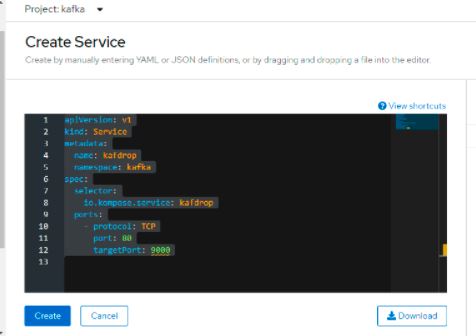 Project: kafka
Create Service
Create by manually entering YAML or JSON definitions, or by dragging and dropping a file into the editor.
View shortcuts
1 apiVersion: v1
2 kind: Service
3 metadata:
4 name: kafdrop
5 namespace: kafka
6 spec:
7 selector:
8 io.kompose.service: kafdrop
9 ports:
10 - protocol: TCP
11 port: 80
12 targetPort: 9000
13
Create
Cancel
Download